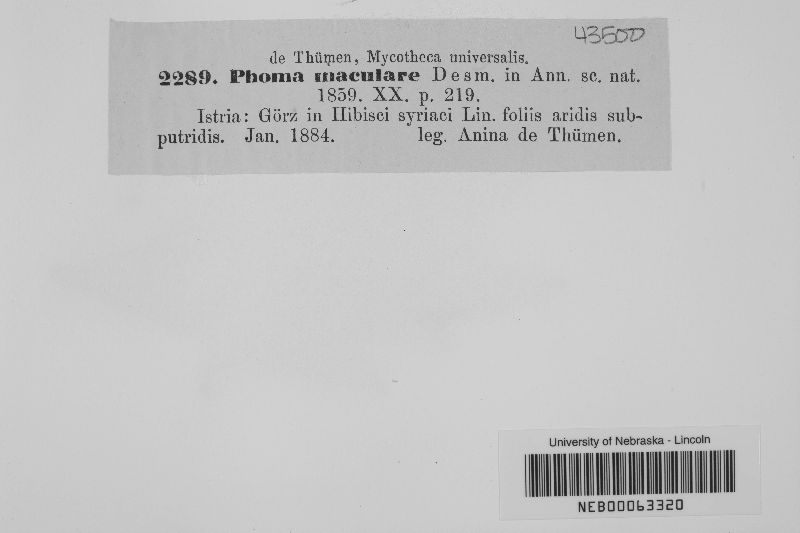 43500
de Thümen, Mycotheca universalis.
2289. Phoma maculare Desm. in Ann. sc. nat.
1859. XX. p. 219.
Istria: Görz in Hibisci syriaci Lin. foliis aridis sub-
putridis. Jan. 1884. leg. Anina de Thümen.
University of Nebraska - Lincoln
NEB00063320